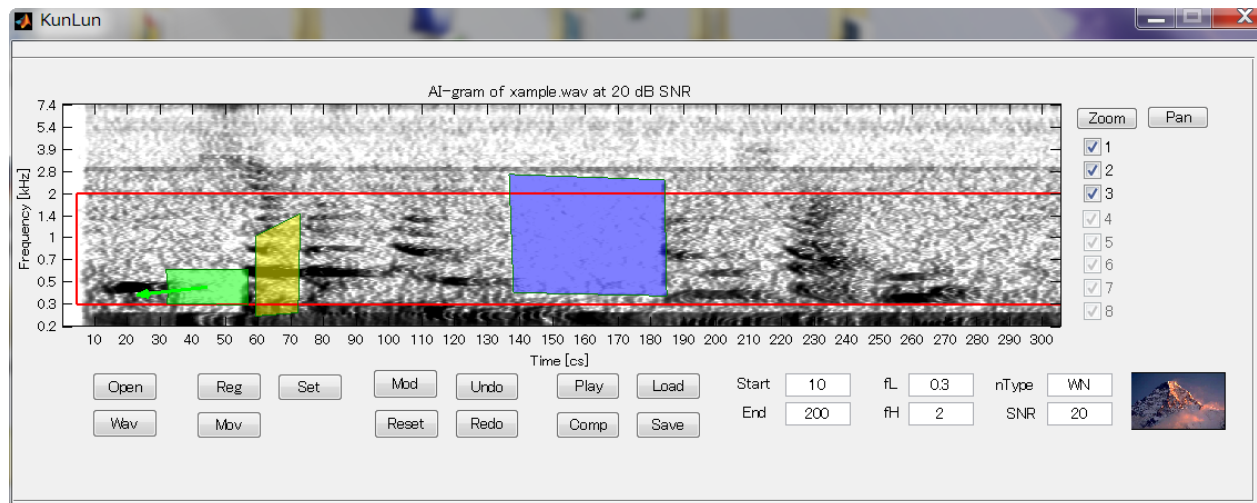 KunLun
AI-gram of xample.wav at 20 dB SNR
7.4
5.4
3.9
2.8
2
1.4
1
0.7
0.5
0.3
0.2
Frequency [kHz]
10 20 30 40 50 60 70 80 90 100 110 120 130 140 150 160 170 180 190 200 210 220 230 240 250 260 270 280 290 300
Time [cs]
Zoom Pan
1
2
3
4
5
6
7
8
Open Reg Set Mod Undo Play Load Start 10 fL 0.3 nType WN
Wav Mov Reset Redo Comp Save End 200 fH 2 SNR 20